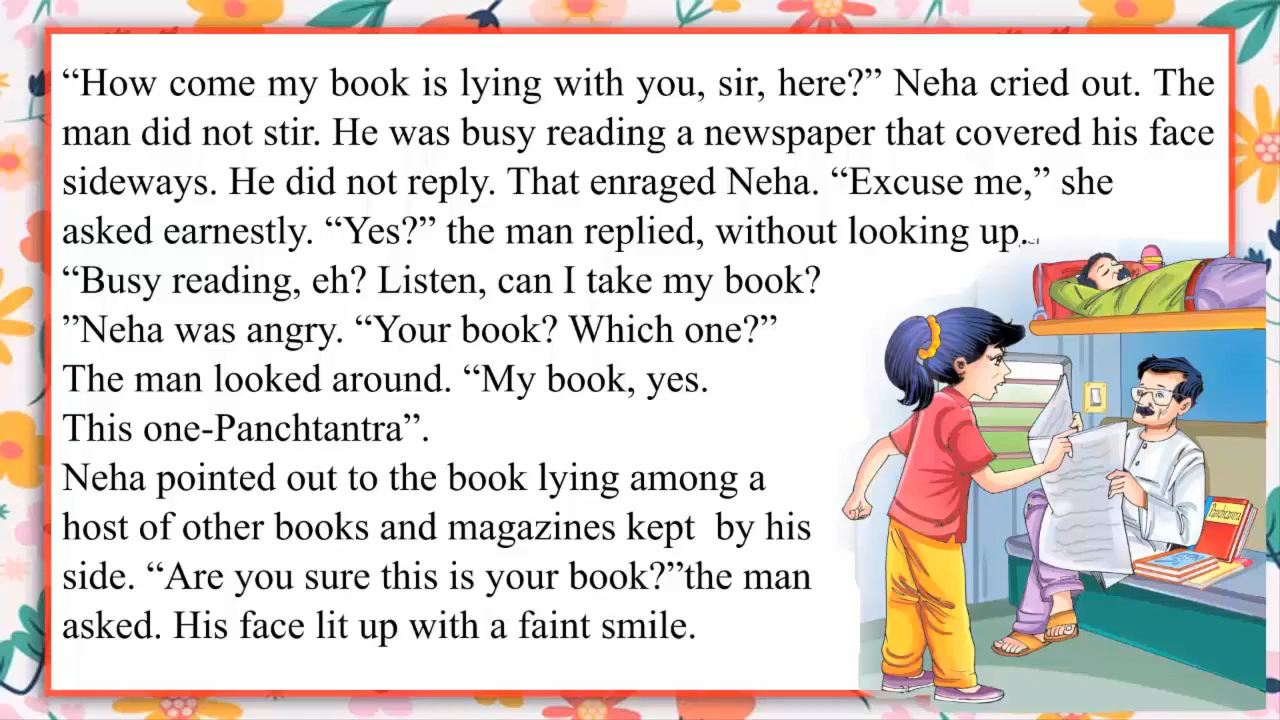 “How come my book is lying with you, sir, here?” Neha cried out. The
man did not stir. He was busy reading a newspaper that covered his face
sideways. He did not reply. That enraged Neha. “Excuse me,” she
asked earnestly. “Yes?” the man replied, without looking up.
“Busy reading, eh? Listen, can I take my book?
”Neha was angry. “Your book? Which one?”
The man looked around. “My book, yes.
This one-Panchtantra”.
Neha pointed out to the book lying among a
host of other books and magazines kept  by his
side. “Are you sure this is your book?”the man
asked. His face lit up with a faint smile.
Panchtantra